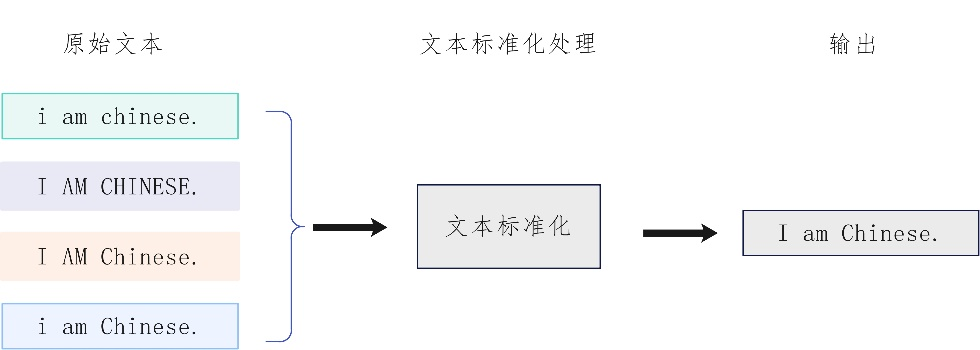 原始文本
文本标准化处理
输出
i am chinese.
I AM CHINESE.
I AM Chinese.
i am Chinese.
文本标准化
I am Chinese.